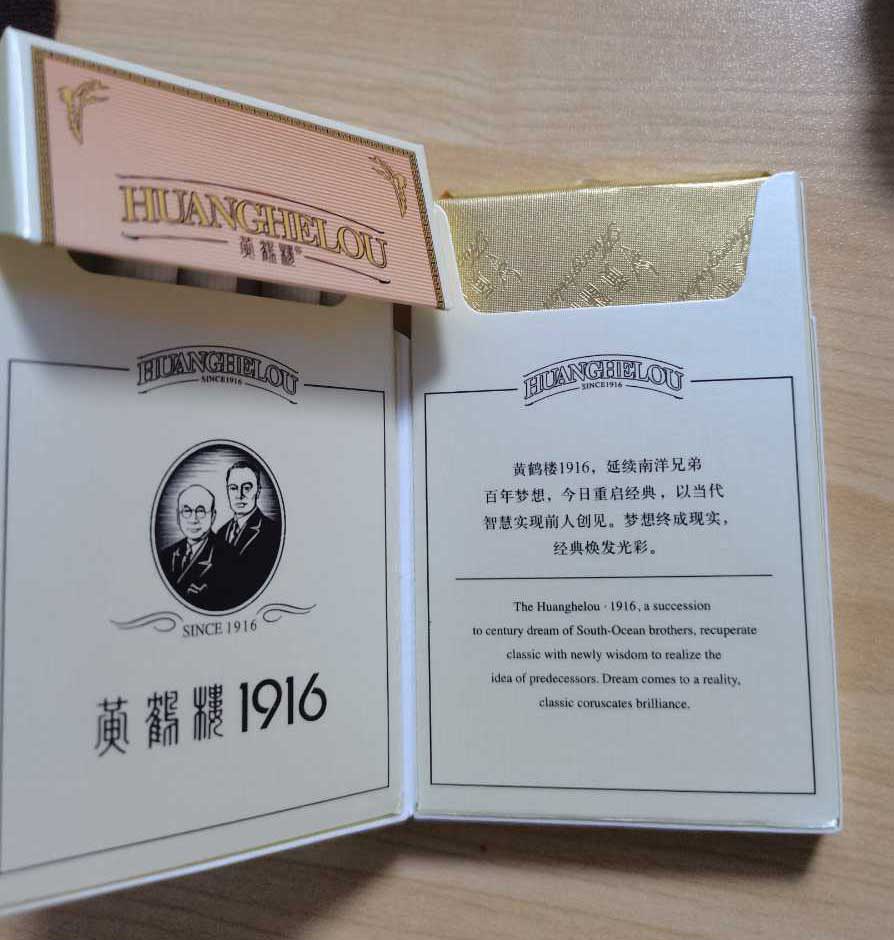 HUANGHELOU
黄鹤楼®
HUANGHELOU
SINCE1916
SINCE 1916
黄鹤楼1916
HUANGHELOU
SINCE1916
黄鹤楼1916，延续南洋兄弟
百年梦想，今日重启经典，以当代
智慧实现前人创见。梦想终成现实，
经典焕发光彩。
The Huanghelou · 1916, a succession
to century dream of South-Ocean brothers, recuperate
classic with newly wisdom to realize the
idea of predecessors. Dream comes to a reality,
classic coruscates brilliance.